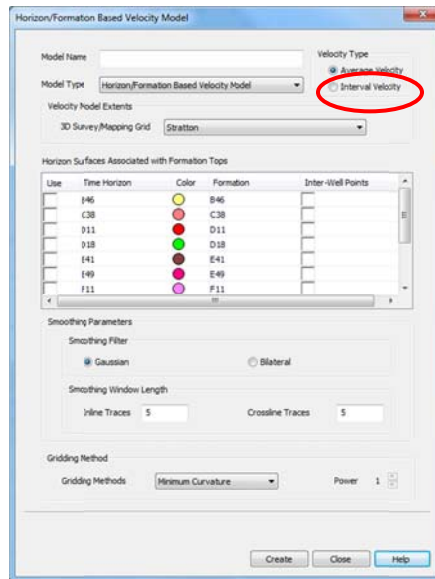 Horizon/Formaton Based Velocity Model
Model Name
Velocity Type
Average Velocity
Model Type Horizon/Formation Based Velocity Model
Interval Velocity
Velocity Model Extents
3D Survey/Mapping Grid Stratton
Horizon Surfaces Associated with Formation Tops
Use Time Horizon Color Formation Inter-Well Points
B46
C38 C38
D11 D11
D18 D18
E41 E41
E49 E49
F11 F11
Smoothing Parameters
Smoothing Filter
Gaussian Bilateral
Smoothing Window Length
Inline Traces 5 Crossline Traces 5
Gridding Method
Gridding Methods Minimum Curvature Power 1
Create Close Help